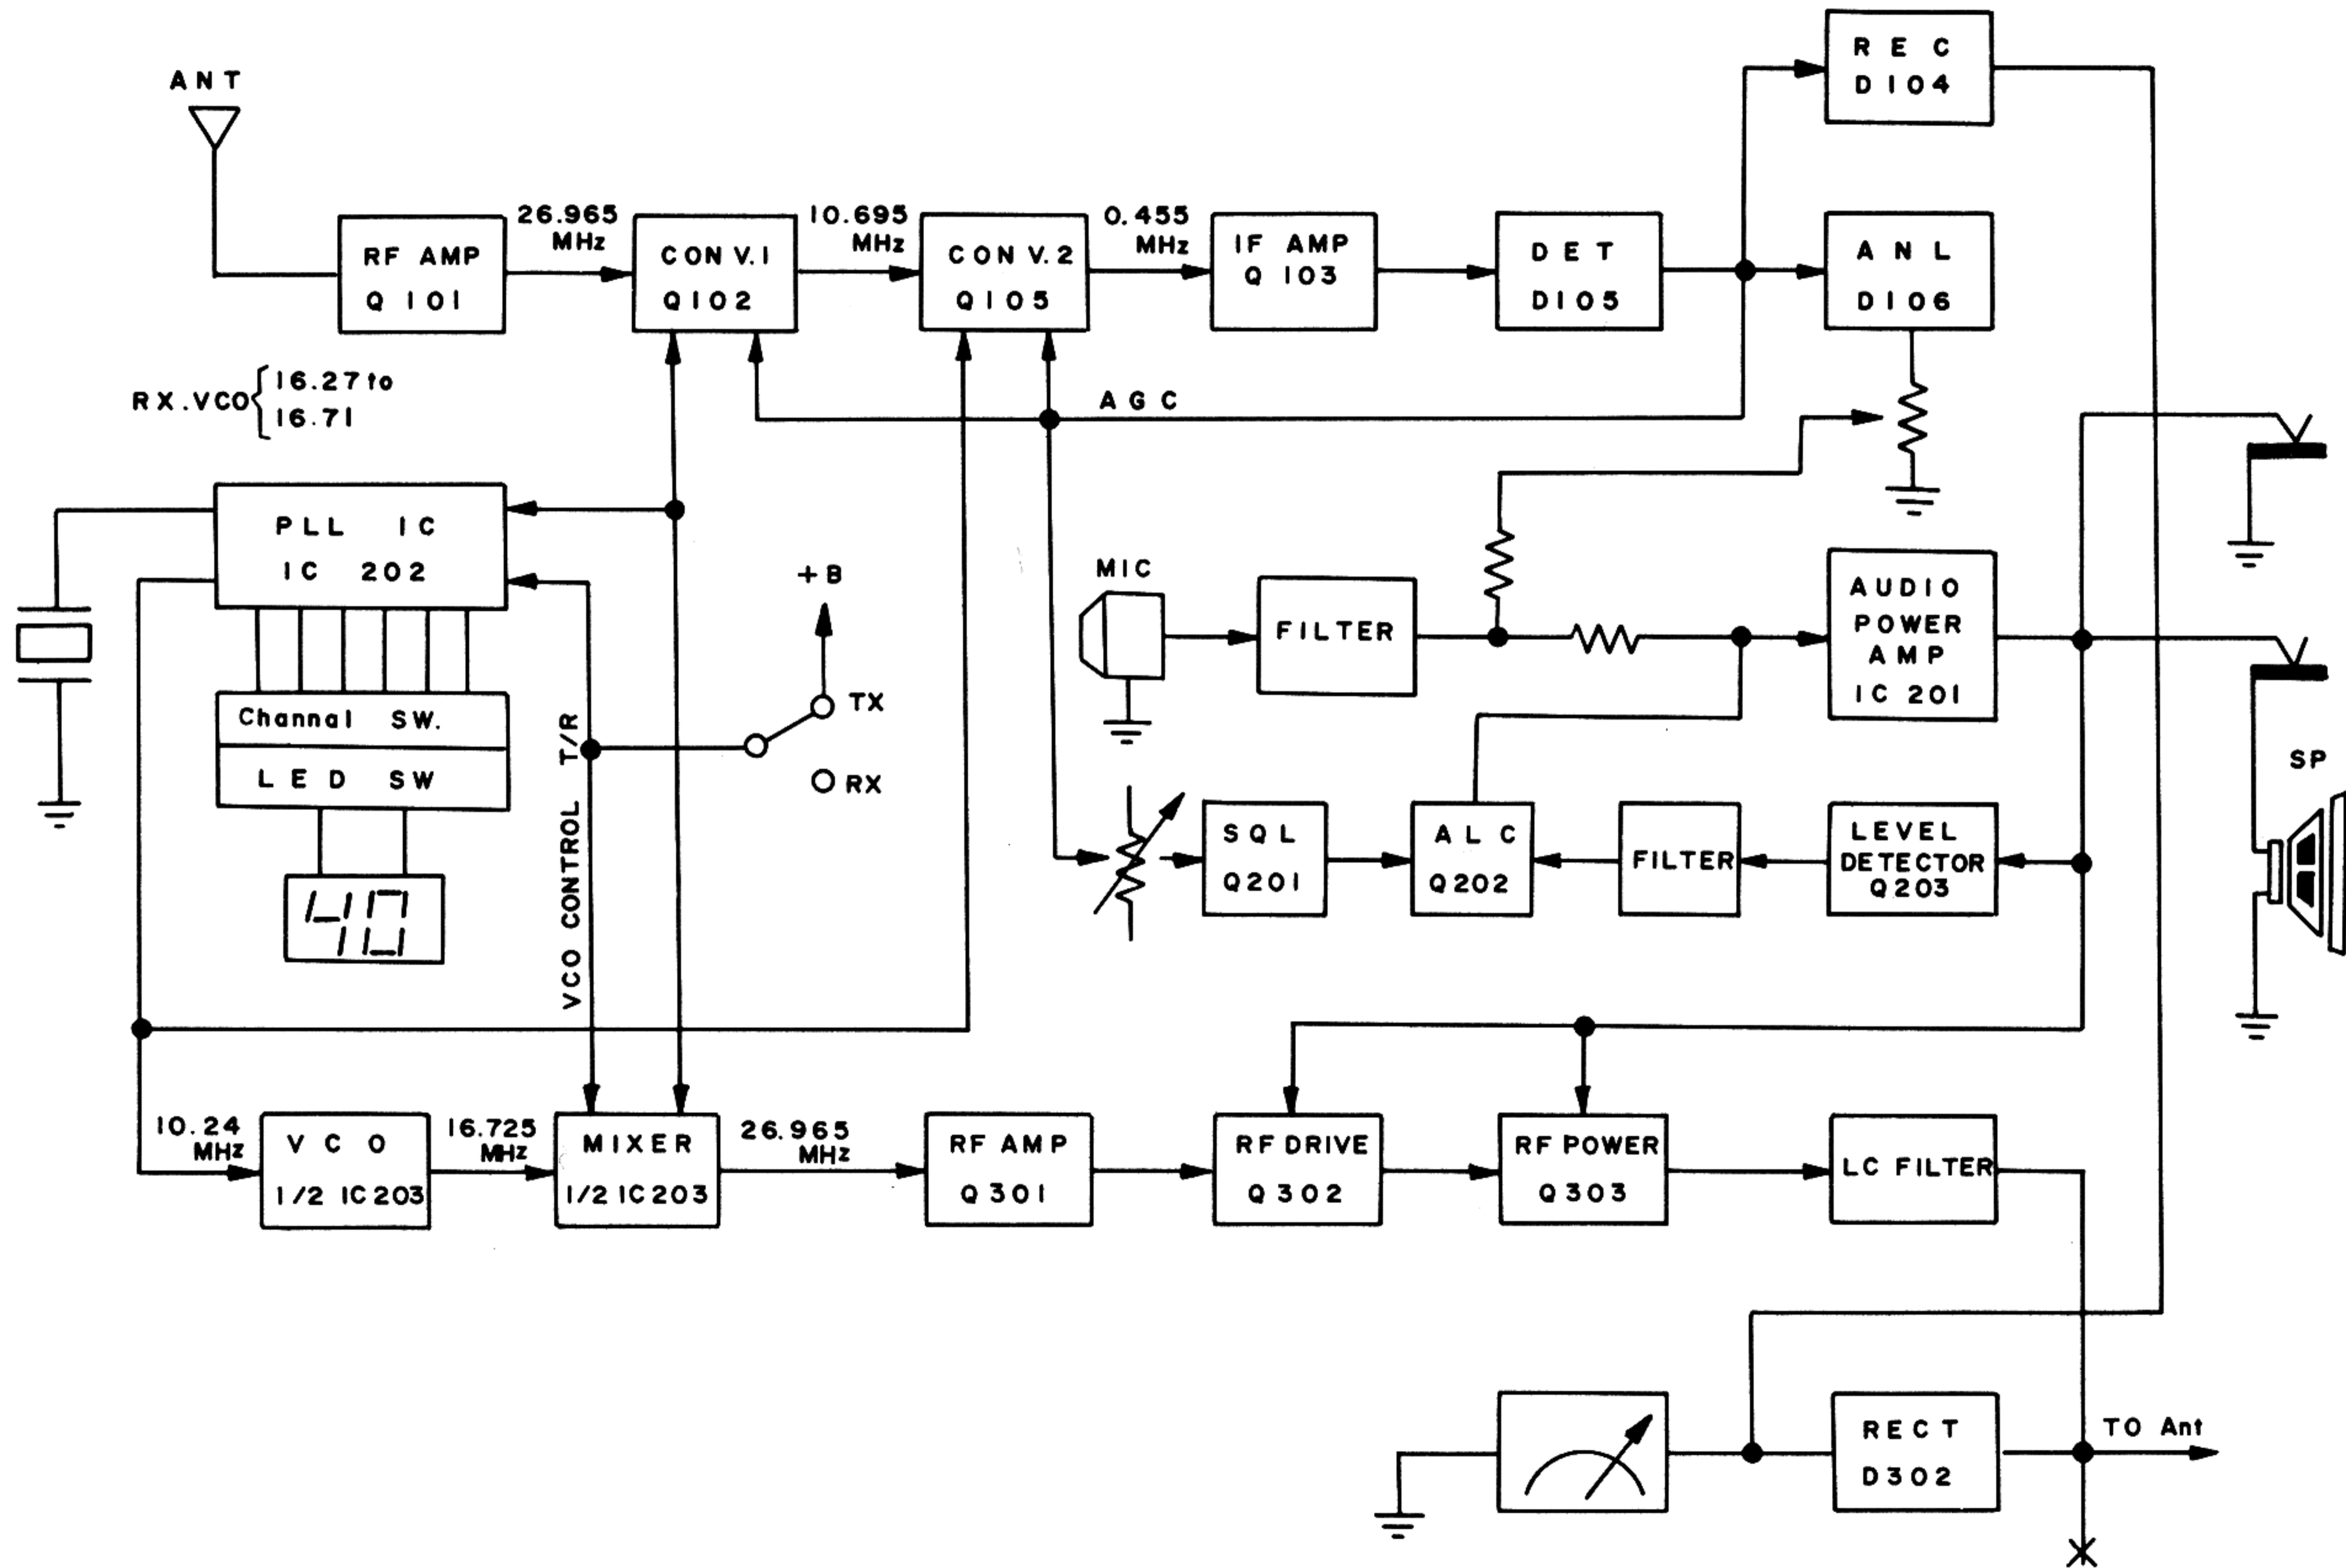 ANT
REC
D104
RF AMP
Q 101
26.965
MHz
CONV.1
Q102
10.695
MHz
CONV.2
Q105
0.455
MHz
IF AMP
Q 103
DET
D105
ANL
D106
RX.VCO
16.27 to
16.71
AGC
PLL IC
IC 202
+B
MIC
FILTER
AUDIO
POWER
AMP
IC 201
Channal SW.
LED SW
40
VCO CONTROL T/R
TX
RX
SQL
Q201
ALC
Q202
FILTER
LEVEL
DETECTOR
Q203
SP
10.24
MHz
VCO
1/2 IC203
16.725
MHz
MIXER
1/2 IC203
26.965
MHz
RF AMP
Q301
RF DRIVE
Q302
RF POWER
Q303
LC FILTER
RECT
D302
TO Ant